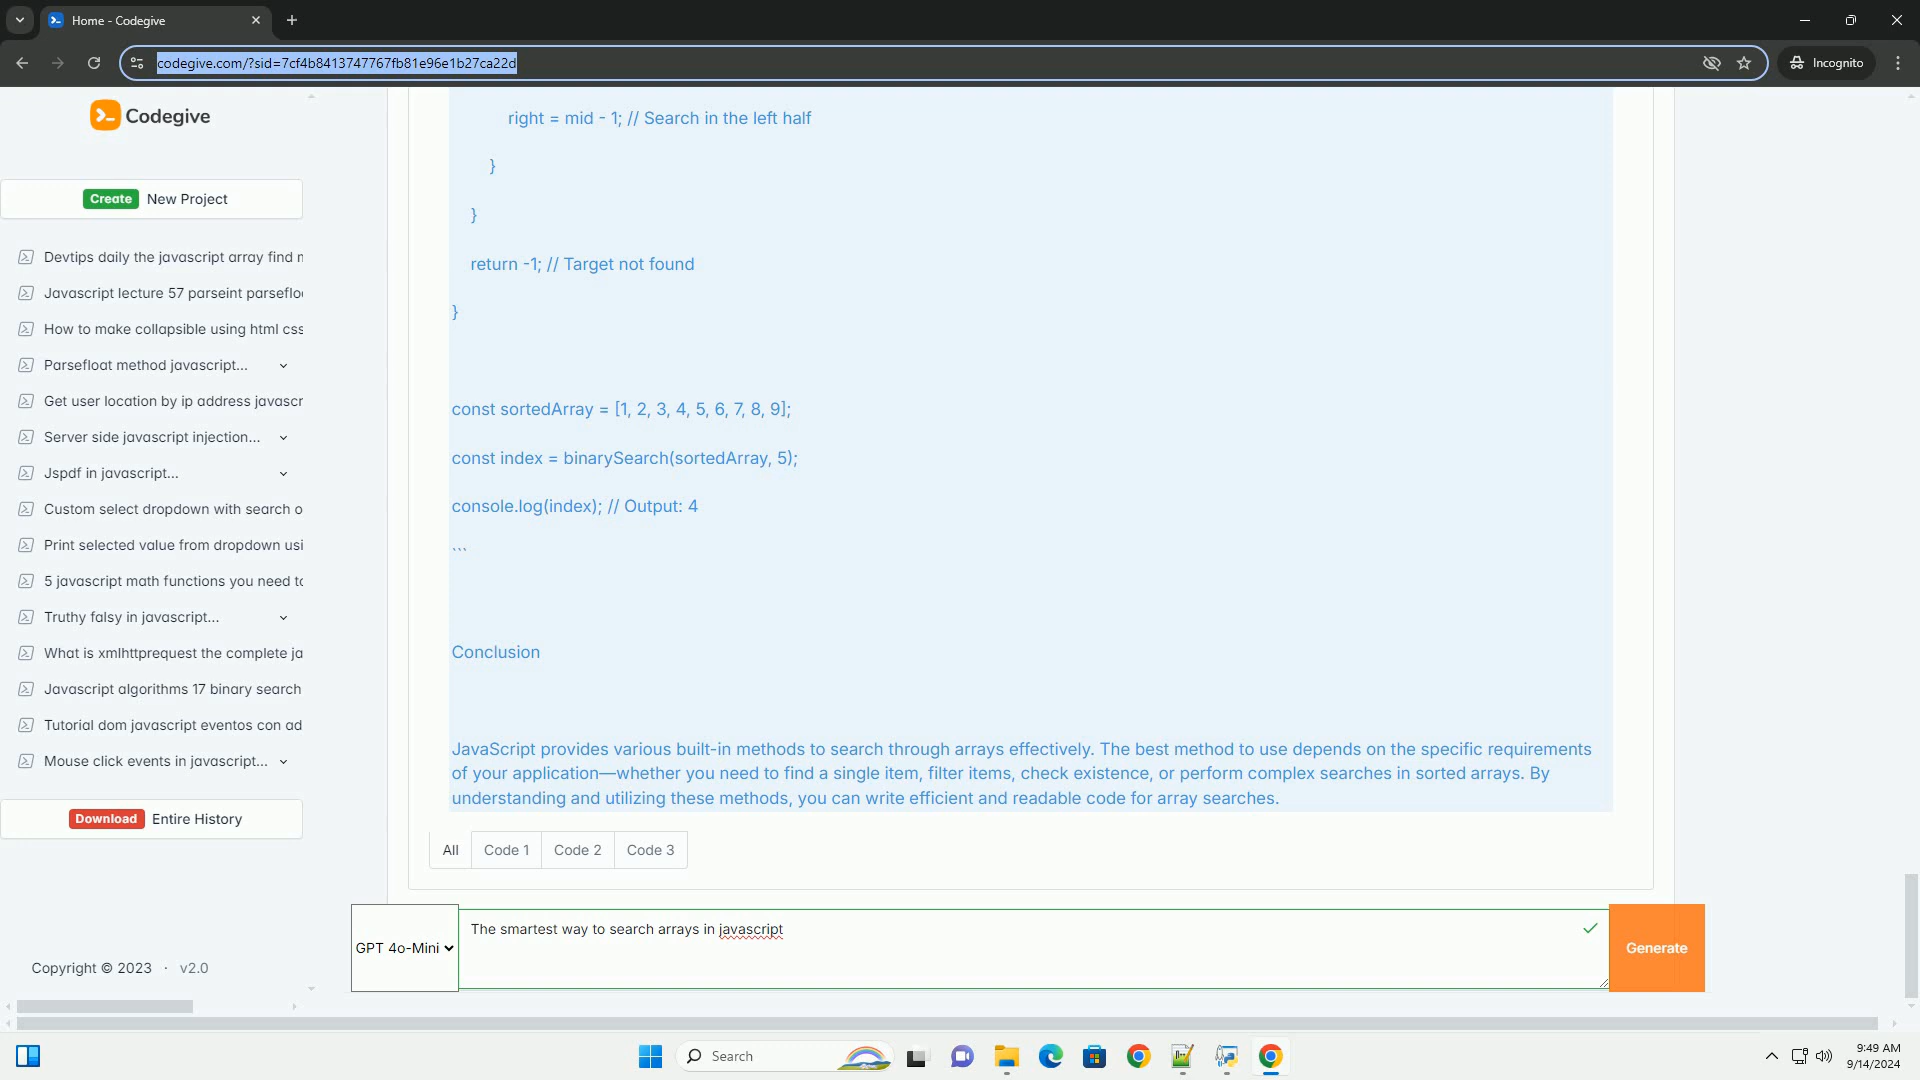 Home - Codegive
codegive.com/?sid=7cf4b8413747767fb81e96e1b27ca22d
Incognito
Codegive
Create New Project
Devtips daily the javascript array find
Javascript lecture 57 parseint
How to make collapsible using html css
Parsefloat method javascript...
Get user location by ip address
Server side javascript injection...
Jspdf in javascript...
Custom select dropdown with search
Print selected value from dropdown
5 javascript math functions you need
Truthy falsy in javascript...
What is xmlhttprequest the complete
Javascript algorithms 17 binary search
Tutorial dom javascript eventos con
Mouse click events in javascript...
Download Entire History
Copyright © 2023 · v2.0
right = mid - 1; // Search in the left half
}
}
return -1; // Target not found
}
const sortedArray = [1, 2, 3, 4, 5, 6, 7, 8, 9];
const index = binarySearch(sortedArray, 5);
console.log(index); // Output: 4
```
Conclusion
JavaScript provides various built-in methods to search through arrays effectively. The best method to use depends on the specific requirements
of your application—whether you need to find a single item, filter items, check existence, or perform complex searches in sorted arrays. By
understanding and utilizing these methods, you can write efficient and readable code for array searches.
All Code 1 Code 2 Code 3
GPT 4o-Mini
The smartest way to search arrays in javascript
Generate
Search
9:49 AM
9/14/2024